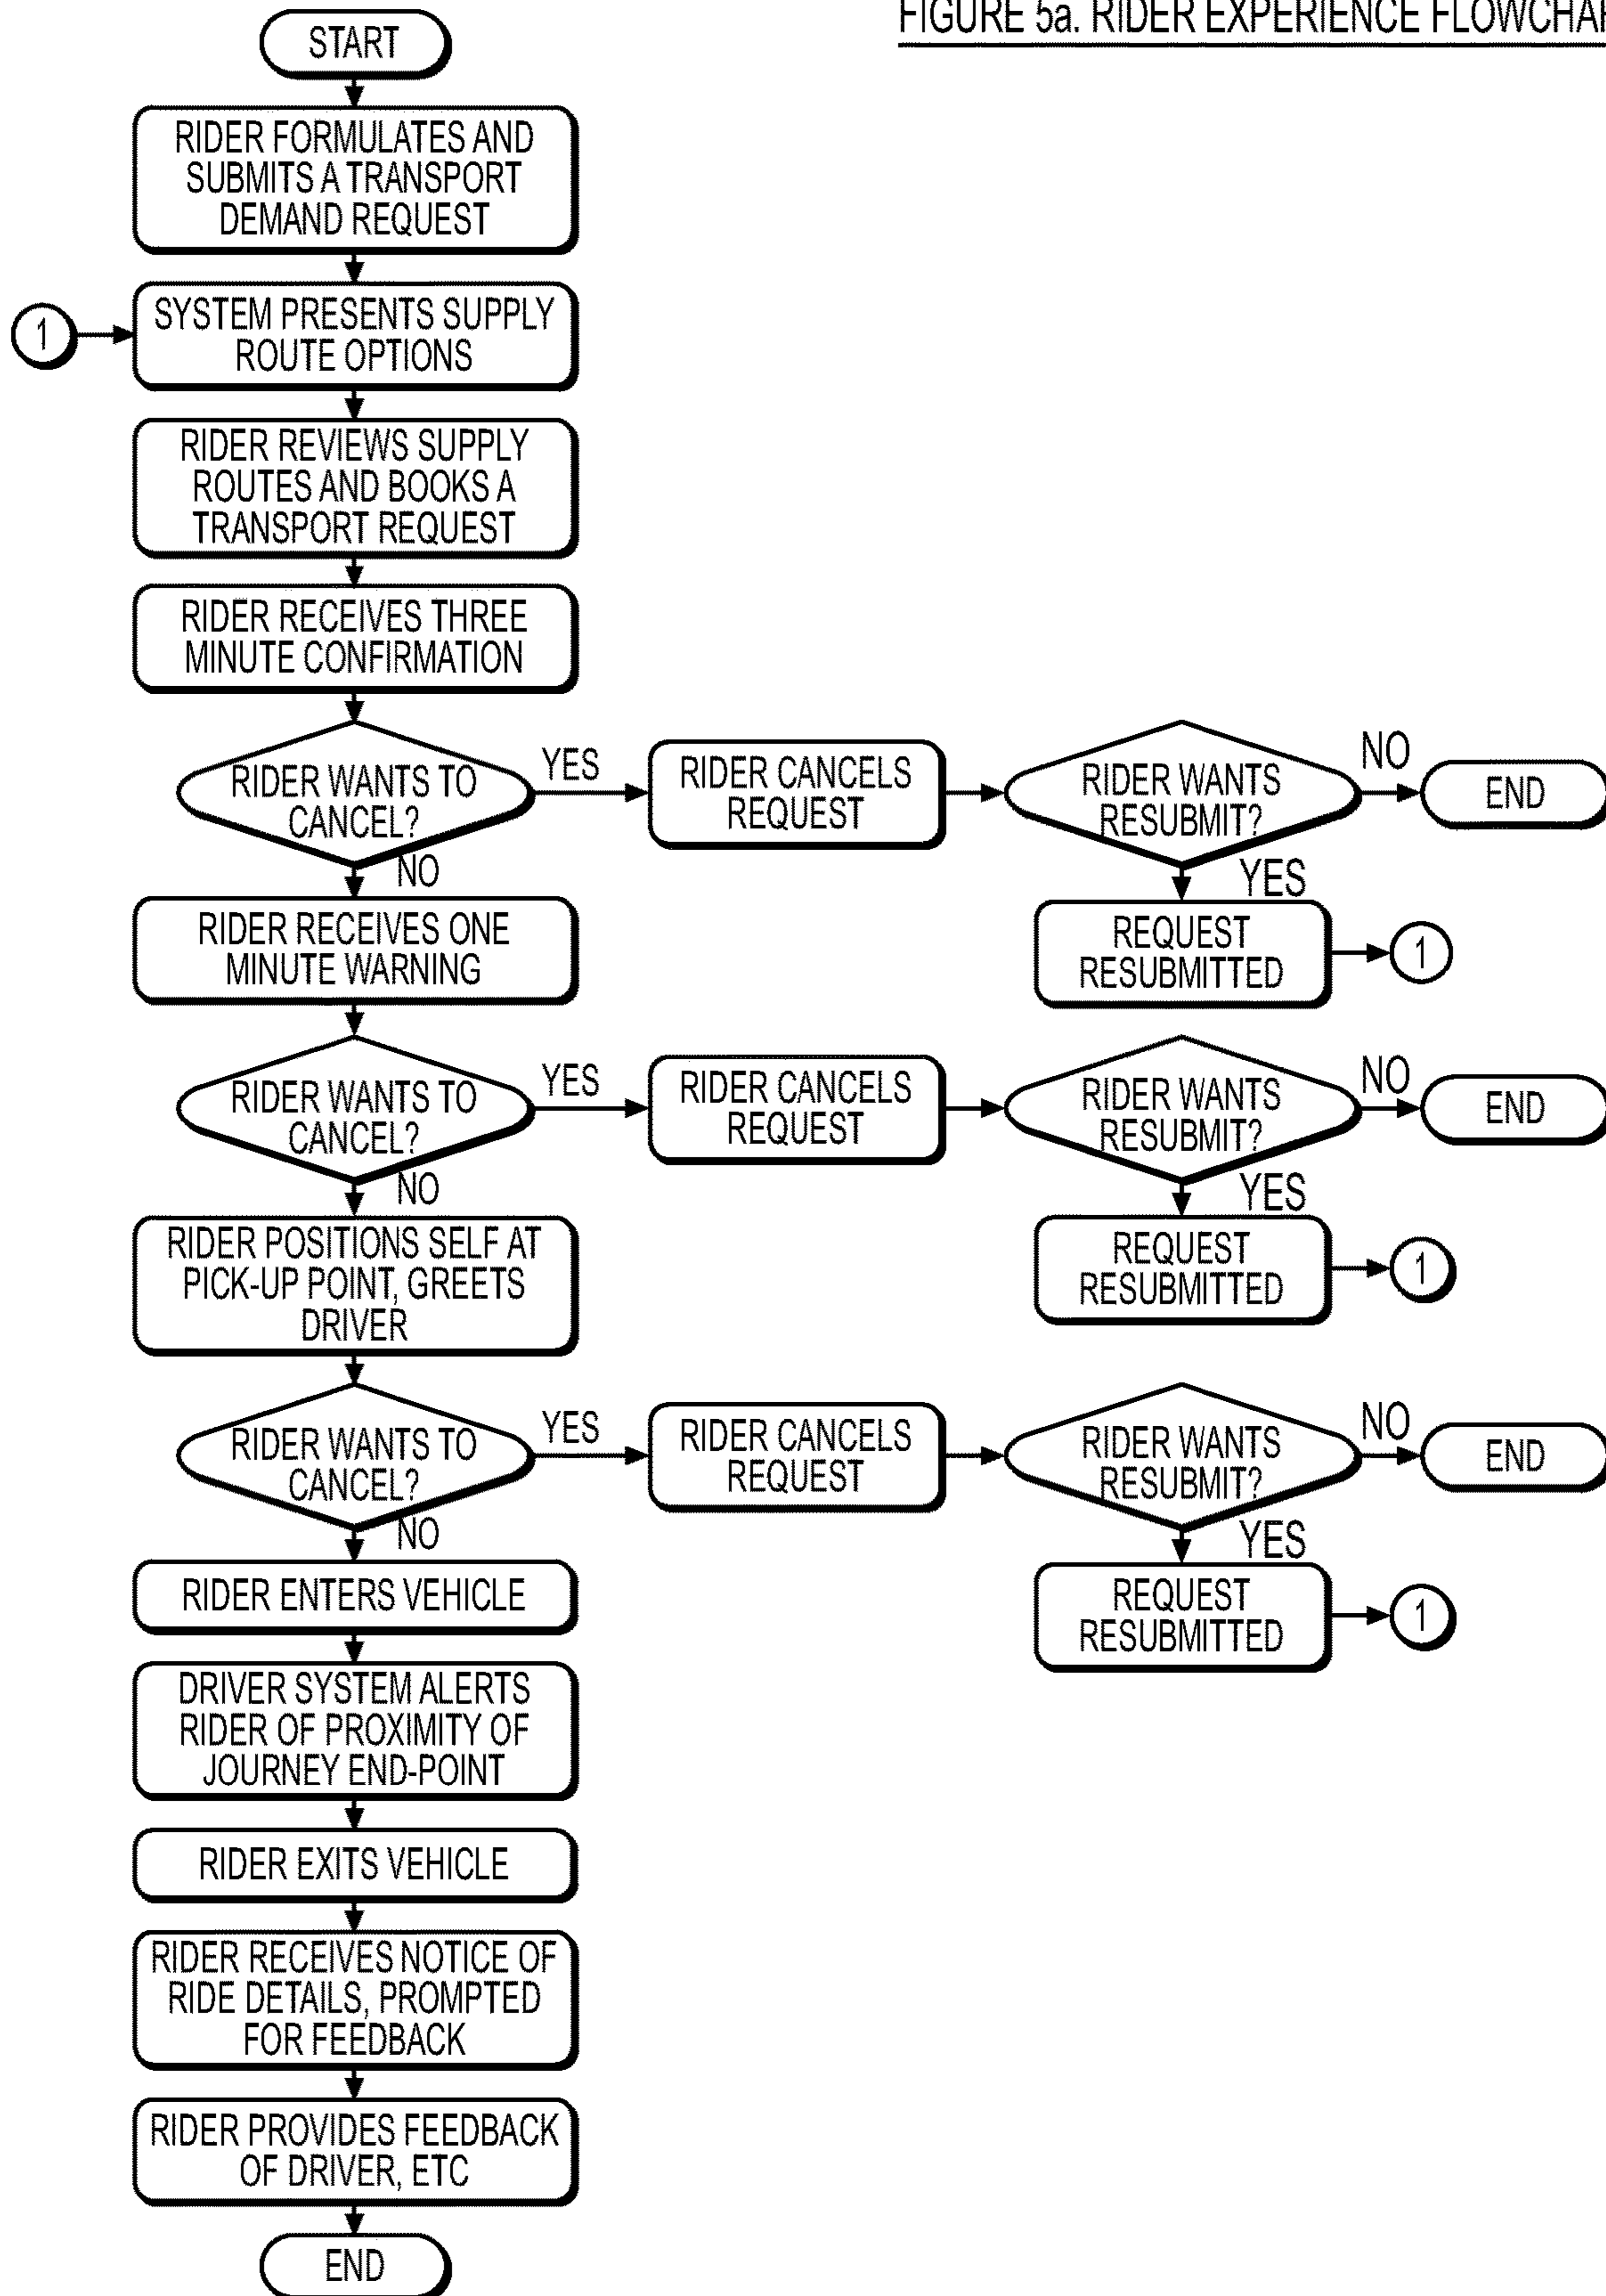 FIGURE 5a. RIDER EXPERIENCE FLOWCHAR
START
RIDER FORMULATES AND
SUBMITS A TRANSPORT
DEMAND REQUEST
1
SYSTEM PRESENTS SUPPLY
ROUTE OPTIONS
RIDER REVIEWS SUPPLY
ROUTES AND BOOKS A
TRANSPORT REQUEST
RIDER RECEIVES THREE
MINUTE CONFIRMATION
RIDER WANTS TO
CANCEL?
YES
RIDER CANCELS
REQUEST
RIDER WANTS
RESUBMIT?
NO
END
NO
YES
RIDER RECEIVES ONE
MINUTE WARNING
REQUEST
RESUBMITTED
1
RIDER WANTS TO
CANCEL?
YES
RIDER CANCELS
REQUEST
RIDER WANTS
RESUBMIT?
NO
END
NO
YES
RIDER POSITIONS SELF AT
PICK-UP POINT, GREETS
DRIVER
REQUEST
RESUBMITTED
1
RIDER WANTS TO
CANCEL?
YES
RIDER CANCELS
REQUEST
RIDER WANTS
RESUBMIT?
NO
END
NO
YES
RIDER ENTERS VEHICLE
REQUEST
RESUBMITTED
1
DRIVER SYSTEM ALERTS
RIDER OF PROXIMITY OF
JOURNEY END-POINT
RIDER EXITS VEHICLE
RIDER RECEIVES NOTICE OF
RIDE DETAILS, PROMPTED
FOR FEEDBACK
RIDER PROVIDES FEEDBACK
OF DRIVER, ETC
END